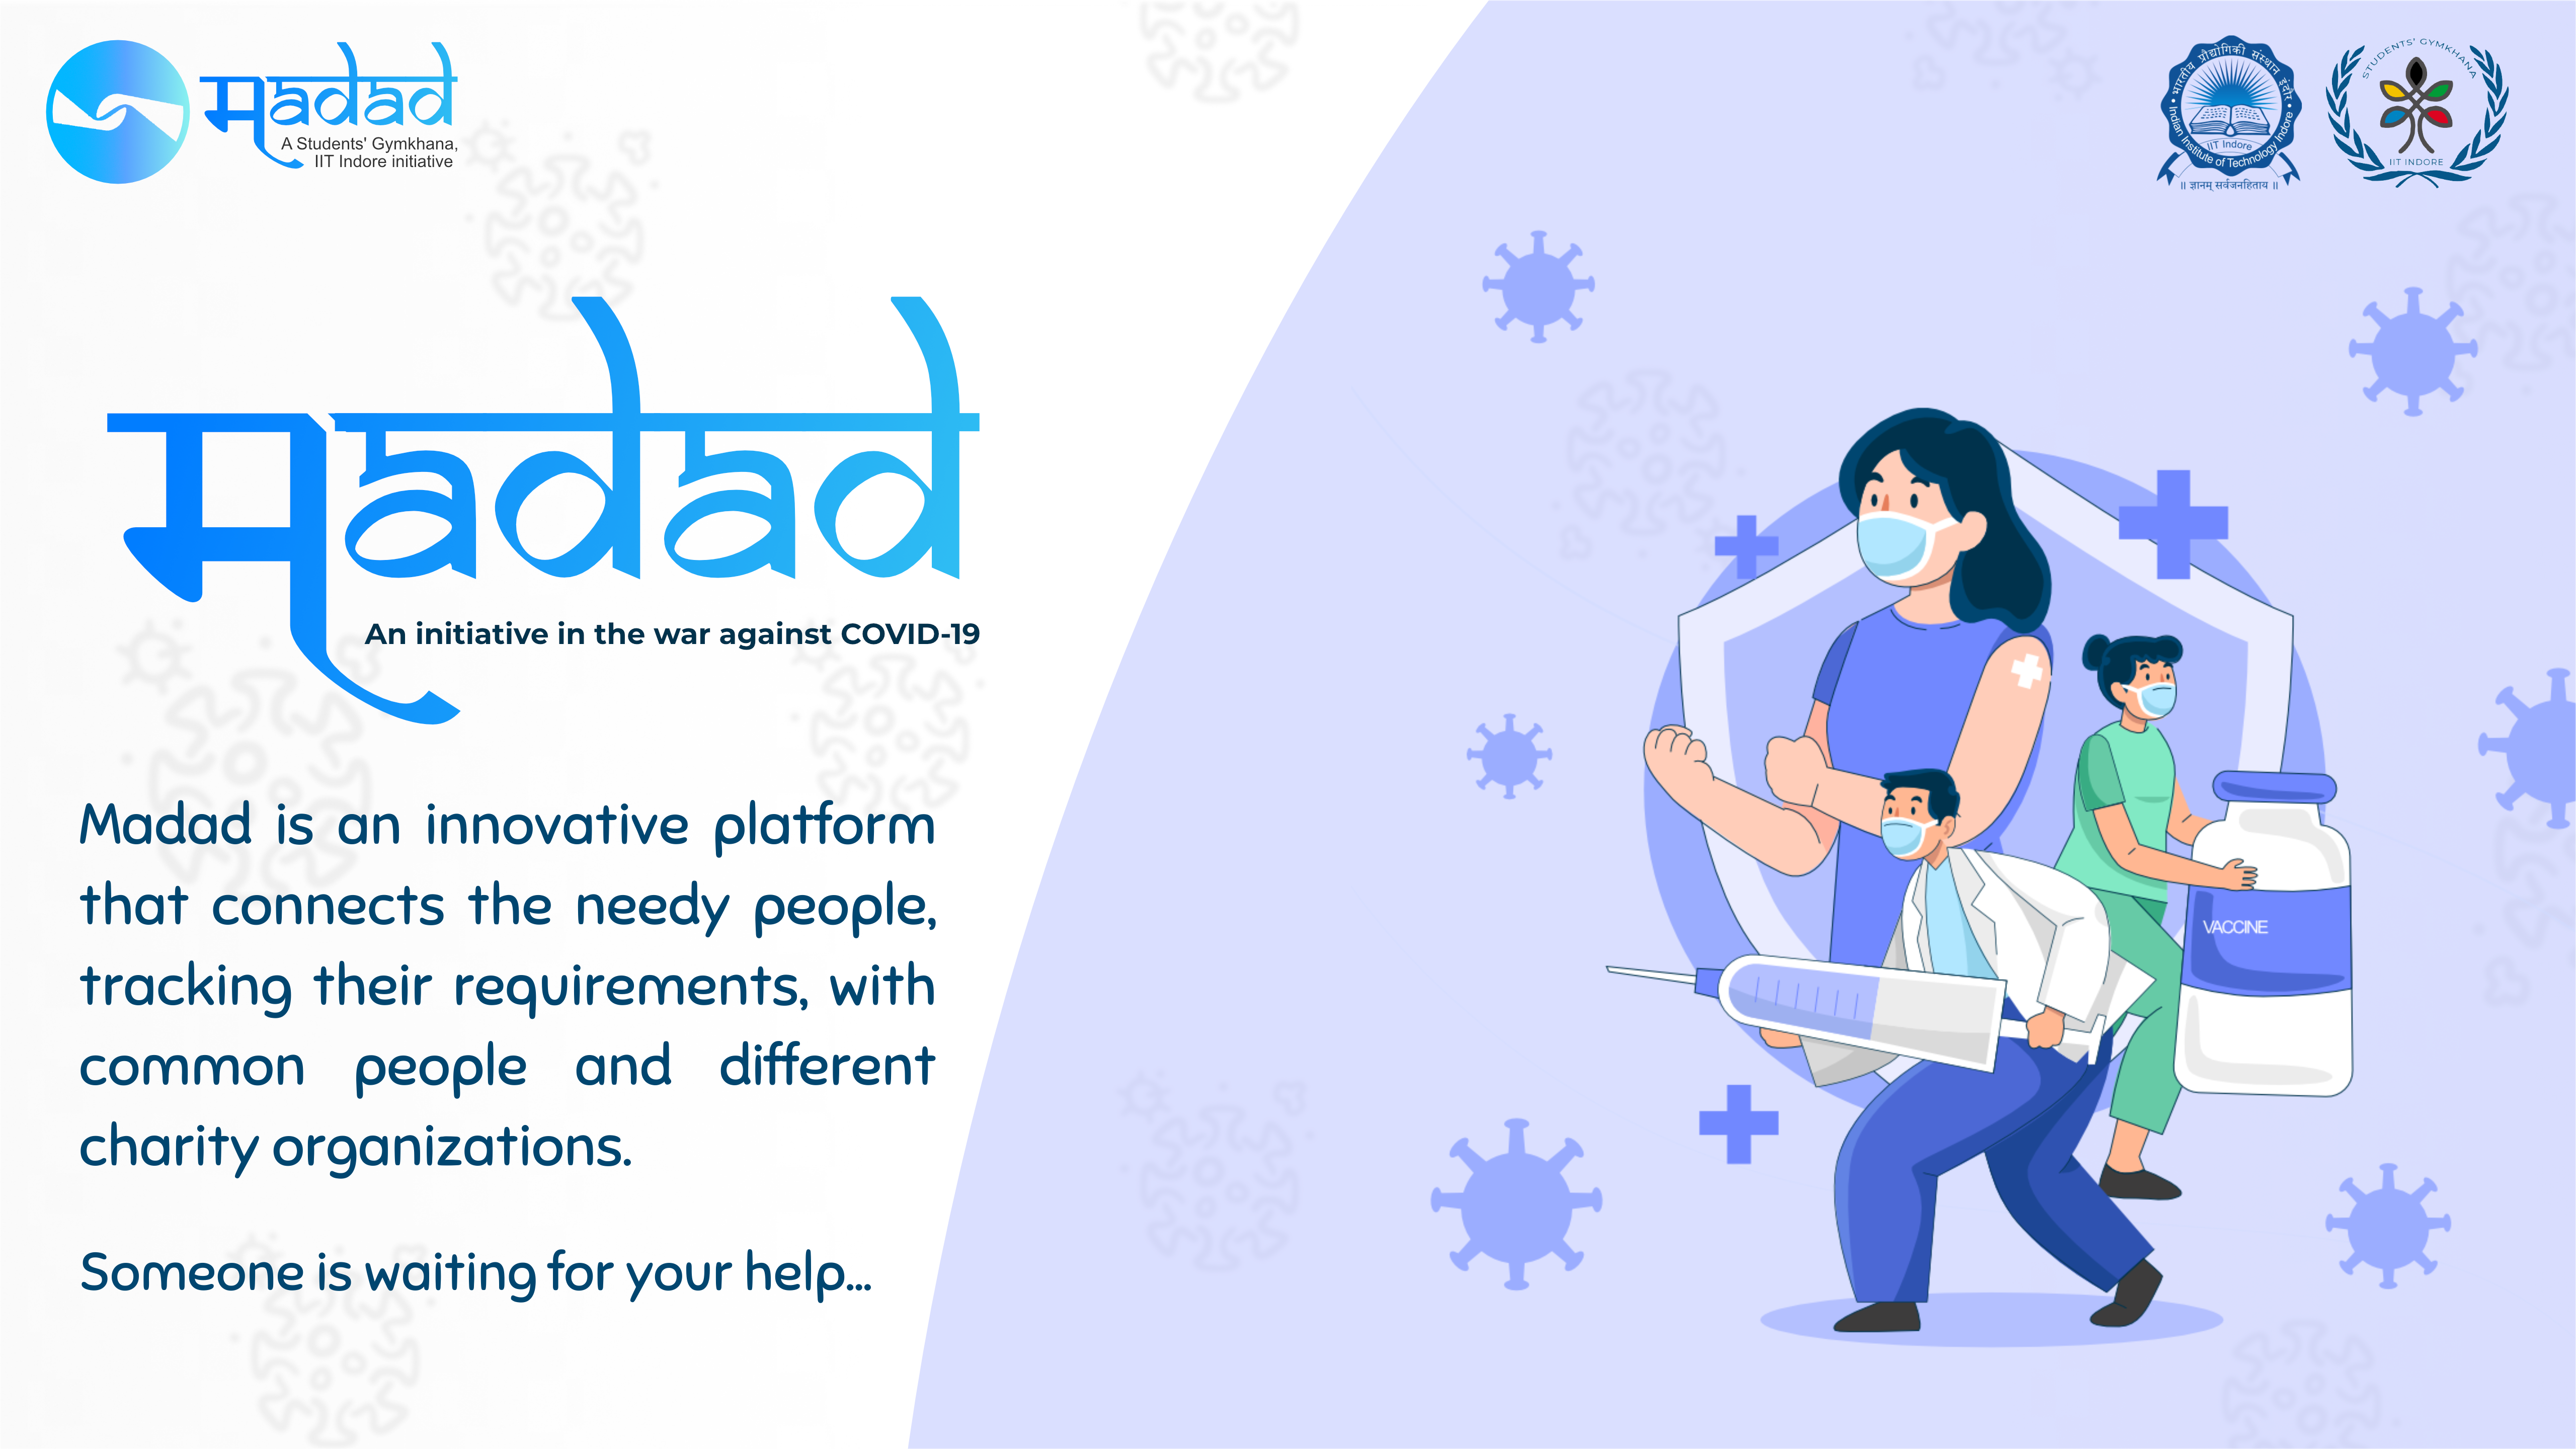 मadad
A Students' Gymkhana,
IIT Indore initiative
भारतीय प्रौद्योगिकी संस्थान इंदौर
IIT Indore
Indian Institute of Technology Indore
॥ ज्ञानम् सर्वजनहिताय ॥
STUDENTS' GYMKHANA
IIT INDORE
मadad
An initiative in the war against COVID-19
Madad is an innovative platform
that connects the needy people,
tracking their requirements, with
common people and different
charity organizations.
Someone is waiting for your help...
VACCINE